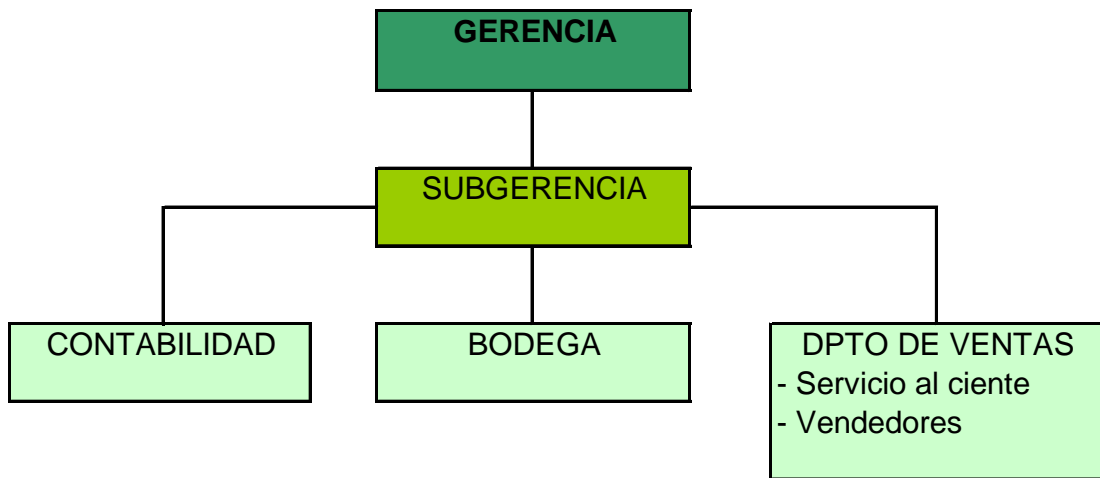 GERENCIA
SUBGERENCIA
CONTABILIDAD
BODEGA
DPTO DE VENTAS
- Servicio al ciente
- Vendedores